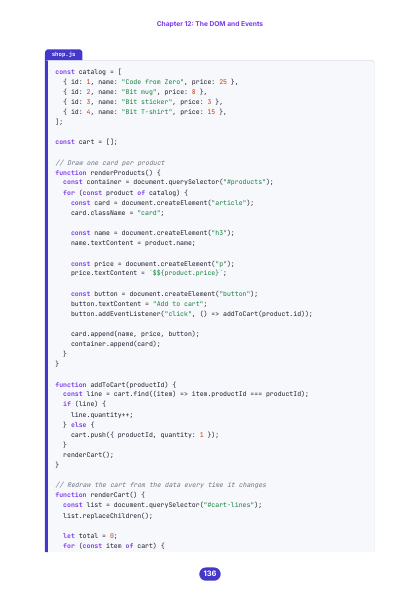 Chapter 12: The DOM and Events
shop.js
const catalog = [
  { id: 1, name: "Code from Zero", price: 25 },
  { id: 2, name: "Bit mug", price: 8 },
  { id: 3, name: "Bit sticker", price: 3 },
  { id: 4, name: "Bit T-shirt", price: 15 },
];

const cart = [];

// Draw one card per product
function renderProducts() {
  const container = document.querySelector("#products");
  for (const product of catalog) {
    const card = document.createElement("article");
    card.className = "card";

    const name = document.createElement("h3");
    name.textContent = product.name;

    const price = document.createElement("p");
    price.textContent = `$${product.price}`;

    const button = document.createElement("button");
    button.textContent = "Add to cart";
    button.addEventListener("click", () => addToCart(product.id));

    card.append(name, price, button);
    container.append(card);
  }
}

function addToCart(productId) {
  const line = cart.find((item) => item.productId === productId);
  if (line) {
    line.quantity++;
  } else {
    cart.push({ productId, quantity: 1 });
  }
  renderCart();
}

// Redraw the cart from the data every time it changes
function renderCart() {
  const list = document.querySelector("#cart-lines");
  list.replaceChildren();

  let total = 0;
  for (const item of cart) {
136